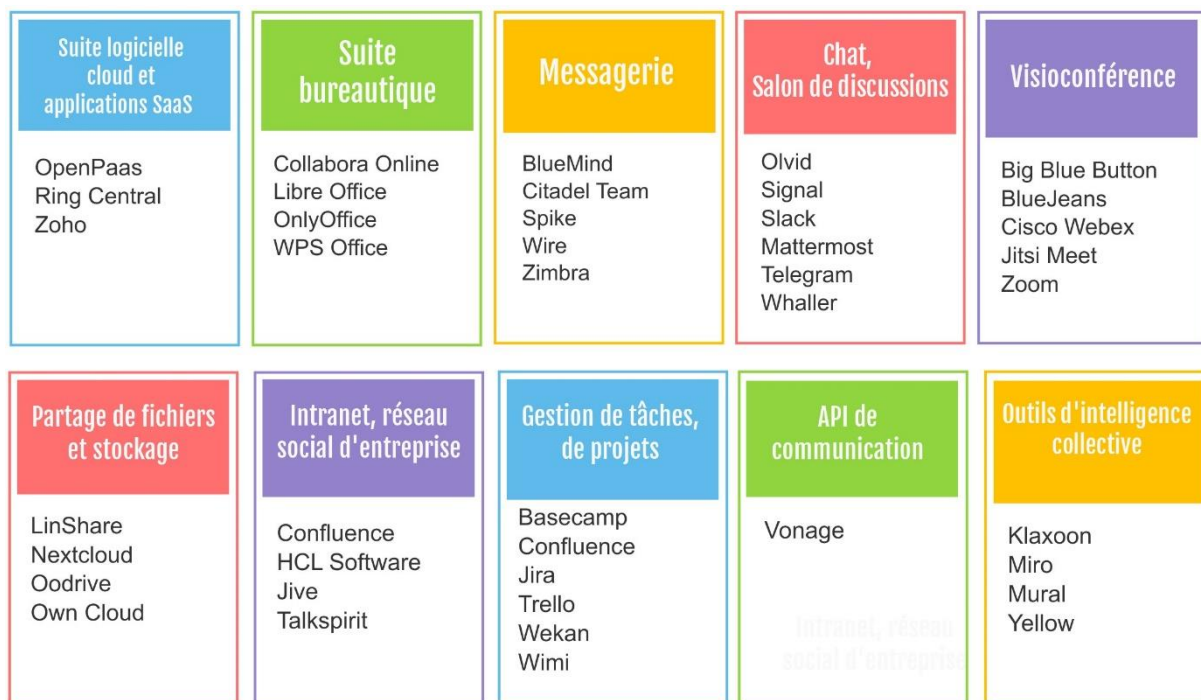 Suite logicielle
cloud et
applications SaaS
OpenPaas
Ring Central
Zoho
Suite
bureautique
Collabora Online
Libre Office
OnlyOffice
WPS Office
Messagerie
BlueMind
Citadel Team
Spike
Wire
Zimbra
Chat,
Salon de discussions
Olvid
Signal
Slack
Mattermost
Telegram
Whaller
Visioconférence
Big Blue Button
BlueJeans
Cisco Webex
Jitsi Meet
Zoom
Partage de fichiers
et stockage
LinShare
Nextcloud
Oodrive
Own Cloud
Intranet, réseau
social d'entreprise
Confluence
HCL Software
Jive
Talkspirit
Gestion de tâches,
de projets
Basecamp
Confluence
Jira
Trello
Wekan
Wimi
API de
communication
Vonage
Intranet, réseau
social d'entreprise
Outils d'intelligence
collective
Klaxoon
Miro
Mural
Yellow